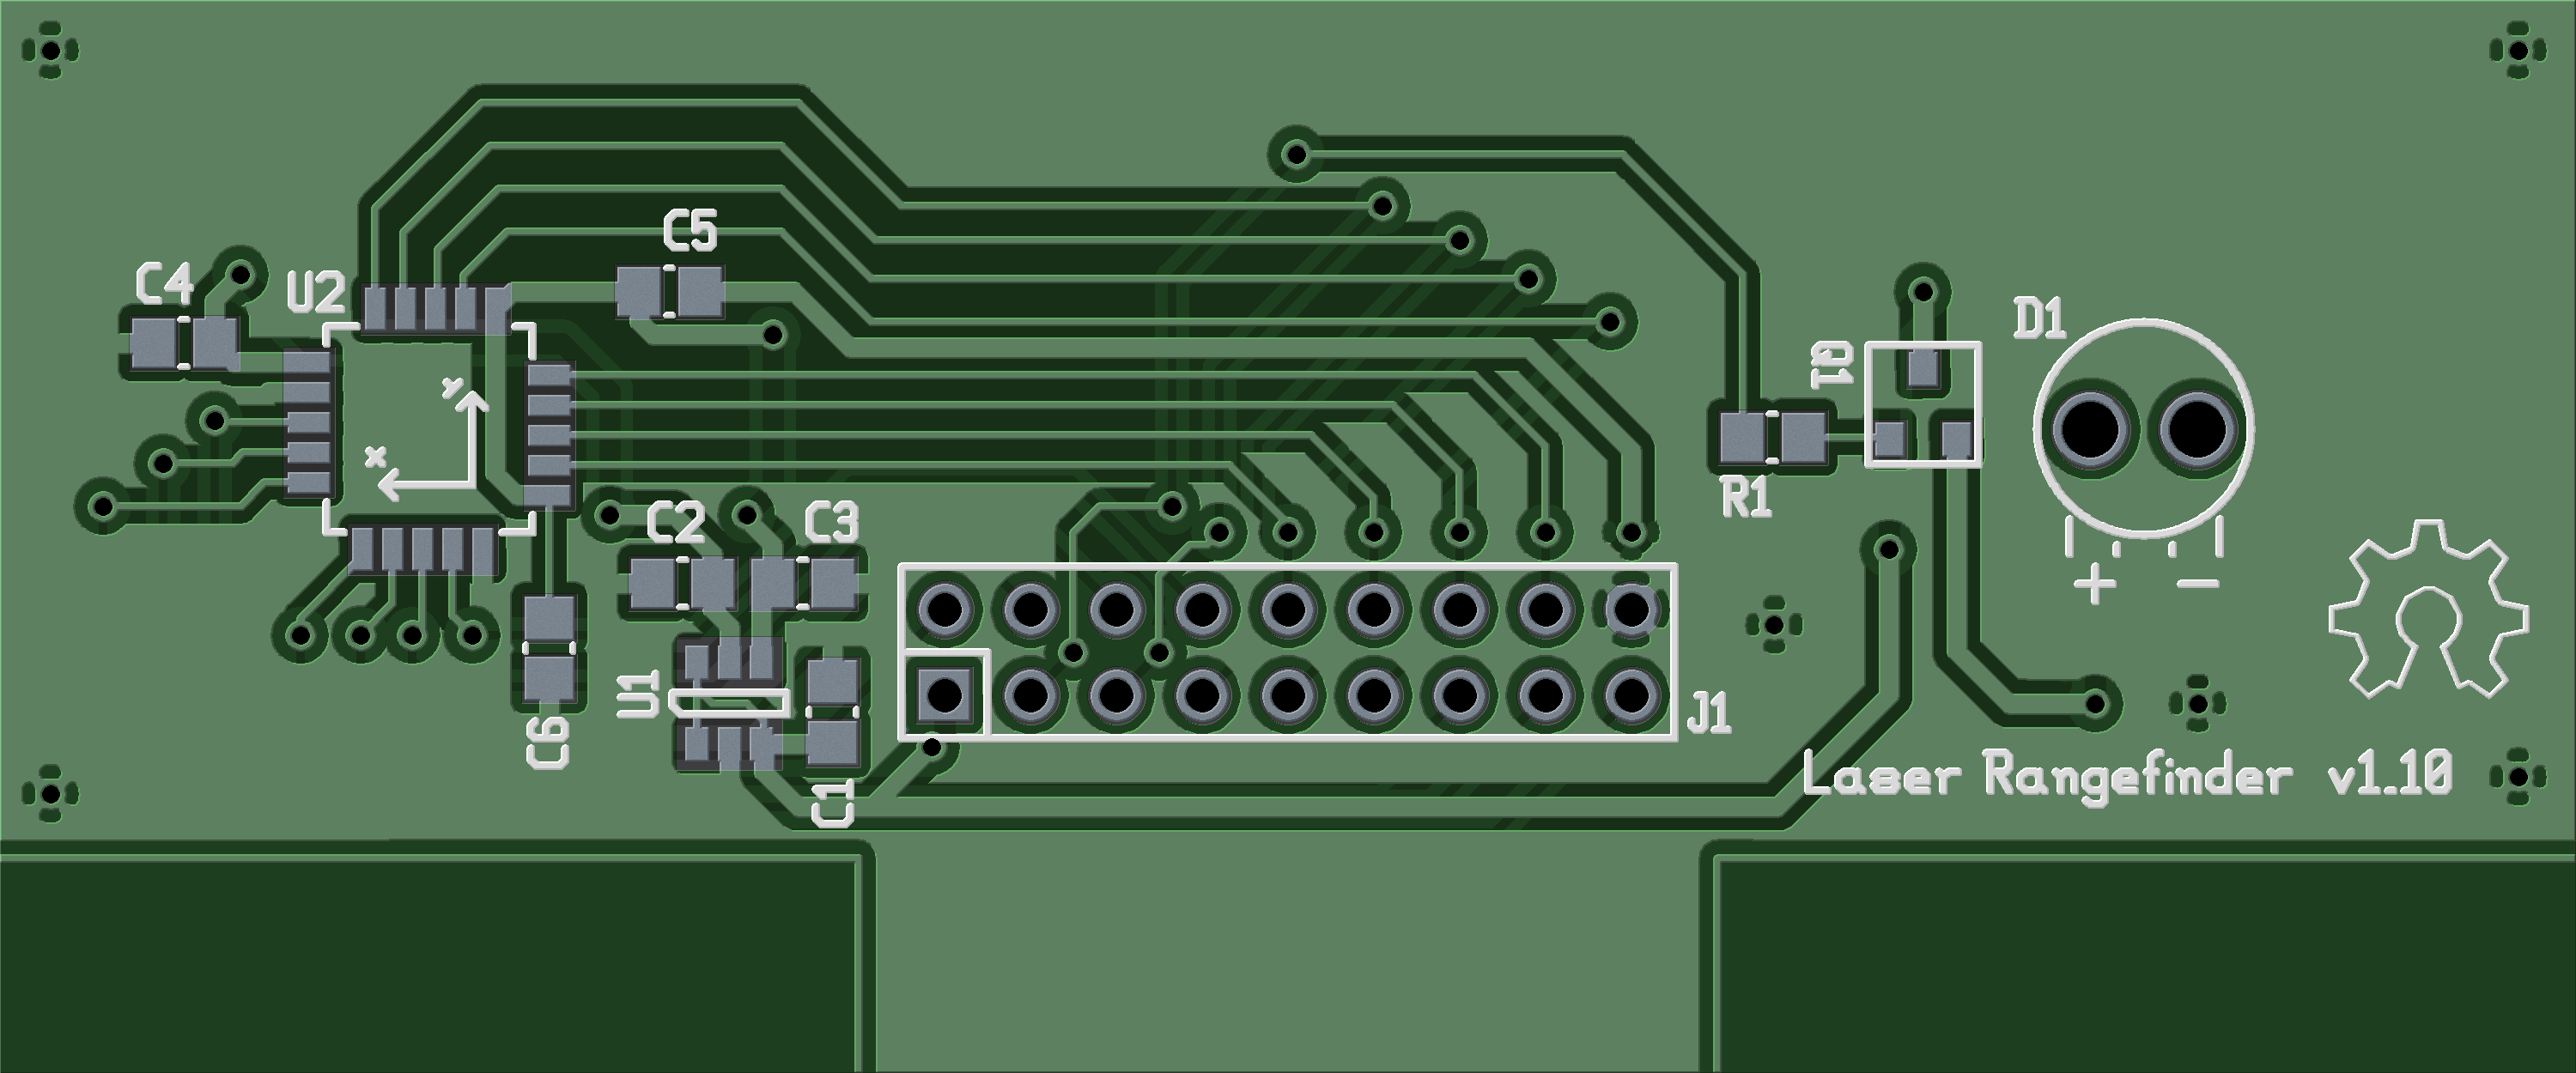 C5
C4
U2
D1
Q1
Y
X
R1
C2
C3
+ −
U1
J1
C6
Laser Rangefinder v1.10
C1